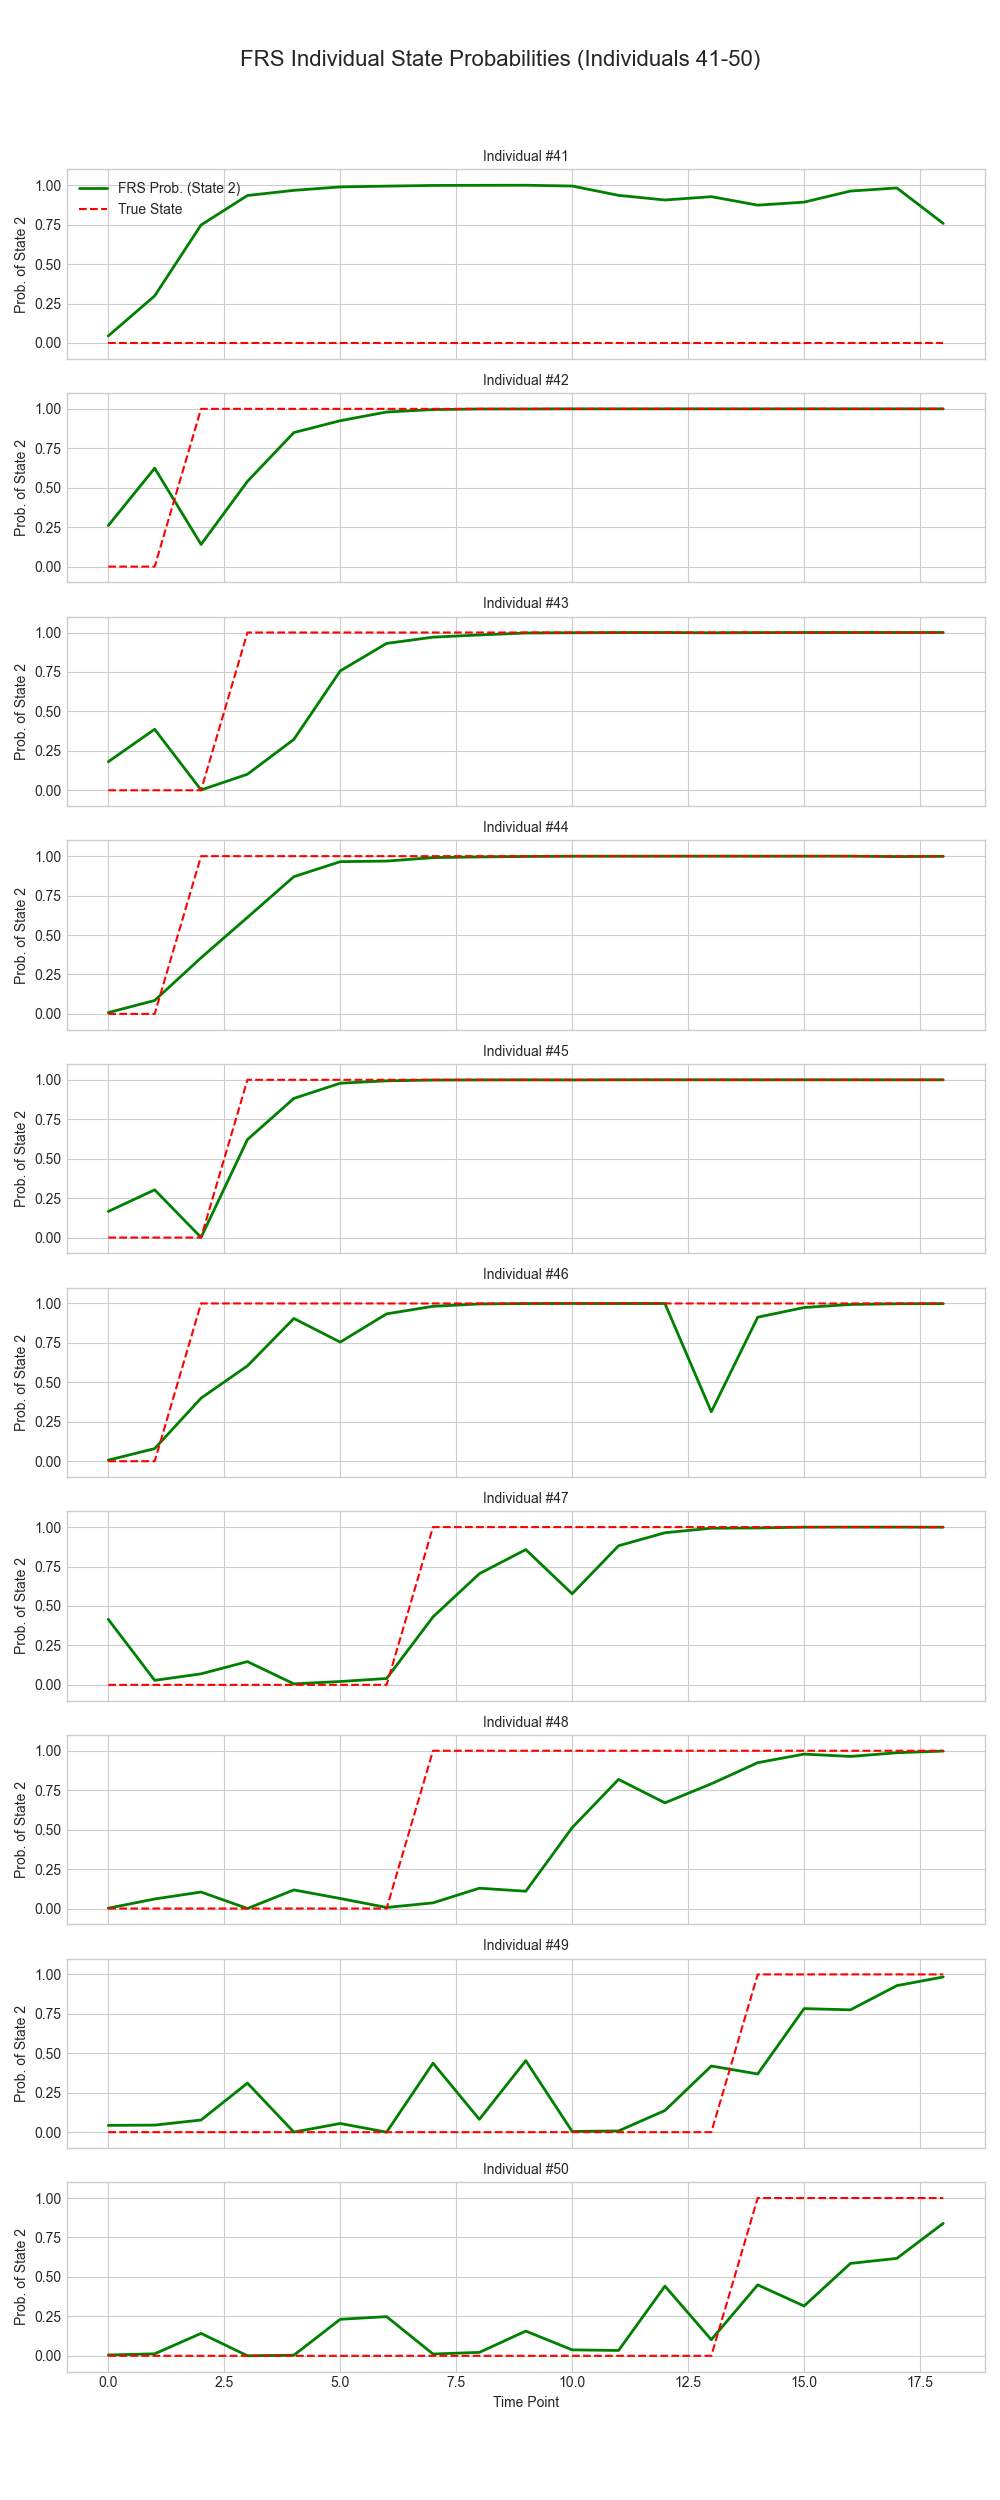 FRS Individual State Probabilities (Individuals 41-50)
Individual #41
FRS Prob. (State 2)
True State
1.00
0.75
0.50
0.25
0.00
Prob. of State 2
Individual #42
1.00
0.75
0.50
0.25
0.00
Prob. of State 2
Individual #43
1.00
0.75
0.50
0.25
0.00
Prob. of State 2
Individual #44
1.00
0.75
0.50
0.25
0.00
Prob. of State 2
Individual #45
1.00
0.75
0.50
0.25
0.00
Prob. of State 2
Individual #46
1.00
0.75
0.50
0.25
0.00
Prob. of State 2
Individual #47
1.00
0.75
0.50
0.25
0.00
Prob. of State 2
Individual #48
1.00
0.75
0.50
0.25
0.00
Prob. of State 2
Individual #49
1.00
0.75
0.50
0.25
0.00
Prob. of State 2
Individual #50
1.00
0.75
0.50
0.25
0.00
Prob. of State 2
0.0 2.5 5.0 7.5 10.0 12.5 15.0 17.5
Time Point